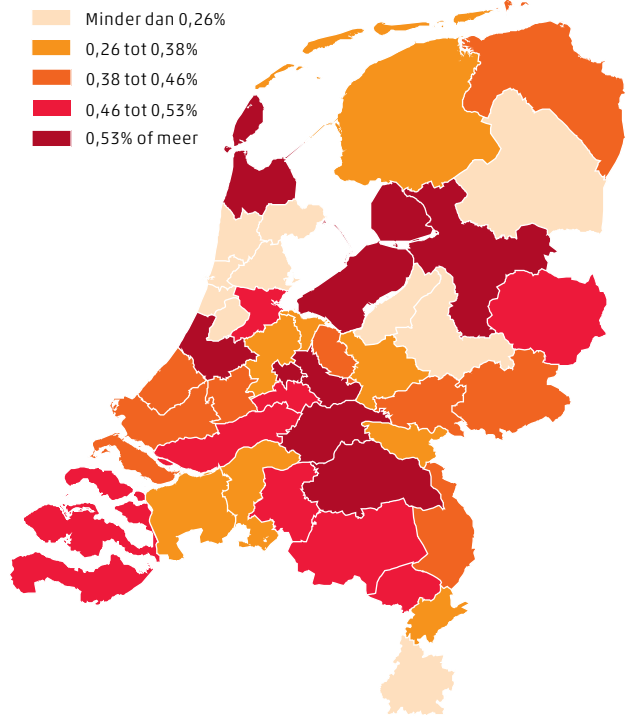 Minder dan 0,26%
0,26 tot 0,38%
0,38 tot 0,46%
0,46 tot 0,53%
0,53% of meer